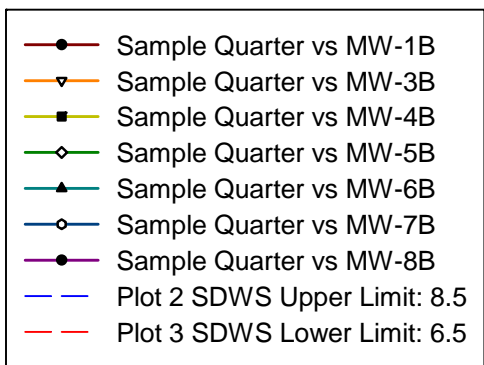 Sample Quarter vs MW-1B
Sample Quarter vs MW-3B
Sample Quarter vs MW-4B
Sample Quarter vs MW-5B
Sample Quarter vs MW-6B
Sample Quarter vs MW-7B
Sample Quarter vs MW-8B
Plot 2 SDWS Upper Limit: 8.5
Plot 3 SDWS Lower Limit: 6.5